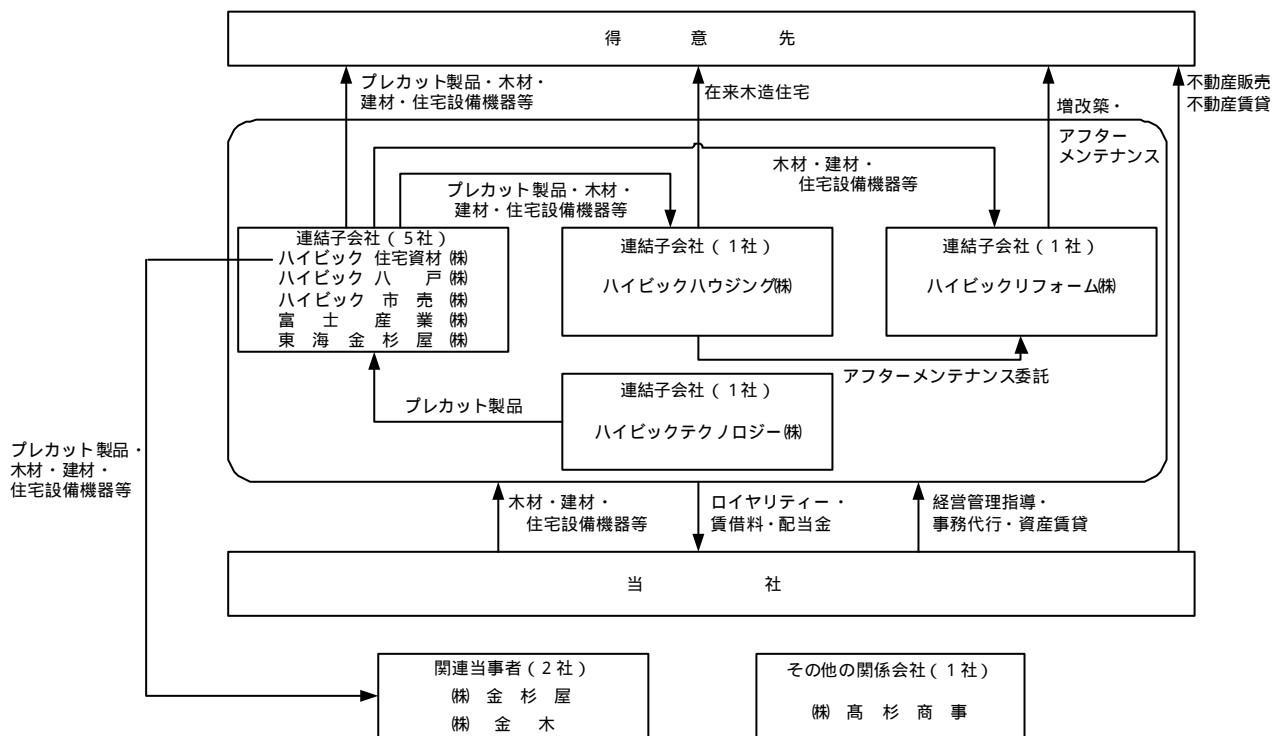 得意先
プレカット製品・木材・
建材・住宅設備機器等
在来木造住宅
増改築・
アフター
メンテナンス
不動産販売
不動産賃貸
木材・建材・
住宅設備機器等
プレカット製品・木材・
建材・住宅設備機器等
連結子会社（５社）
ハイビック 住宅資材 ㈱
ハイビック 八戸 ㈱
ハイビック 市売 ㈱
富士産業 ㈱
東海金杉屋 ㈱
連結子会社（１社）
ハイビックハウジング㈱
連結子会社（１社）
ハイビックリフォーム㈱
アフターメンテナンス委託
連結子会社（１社）
ハイビックテクノロジー㈱
プレカット製品
プレカット製品・
木材・建材・
住宅設備機器等
木材・建材・
住宅設備機器等
ロイヤリティー・
賃借料・配当金
経営管理指導・
事務代行・資産賃貸
当社
関連当事者（２社）
㈱ 金杉屋
㈱ 金木
その他の関係会社（１社）
㈱ 髙杉商事